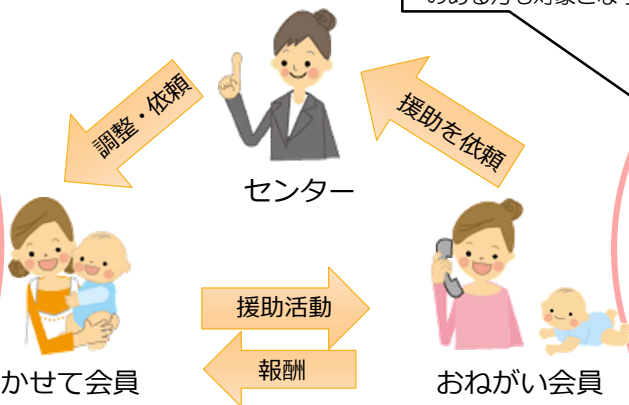 調整・依頼
援助を依頼
センター
援助活動
報酬
かせて会員
おねがい会員